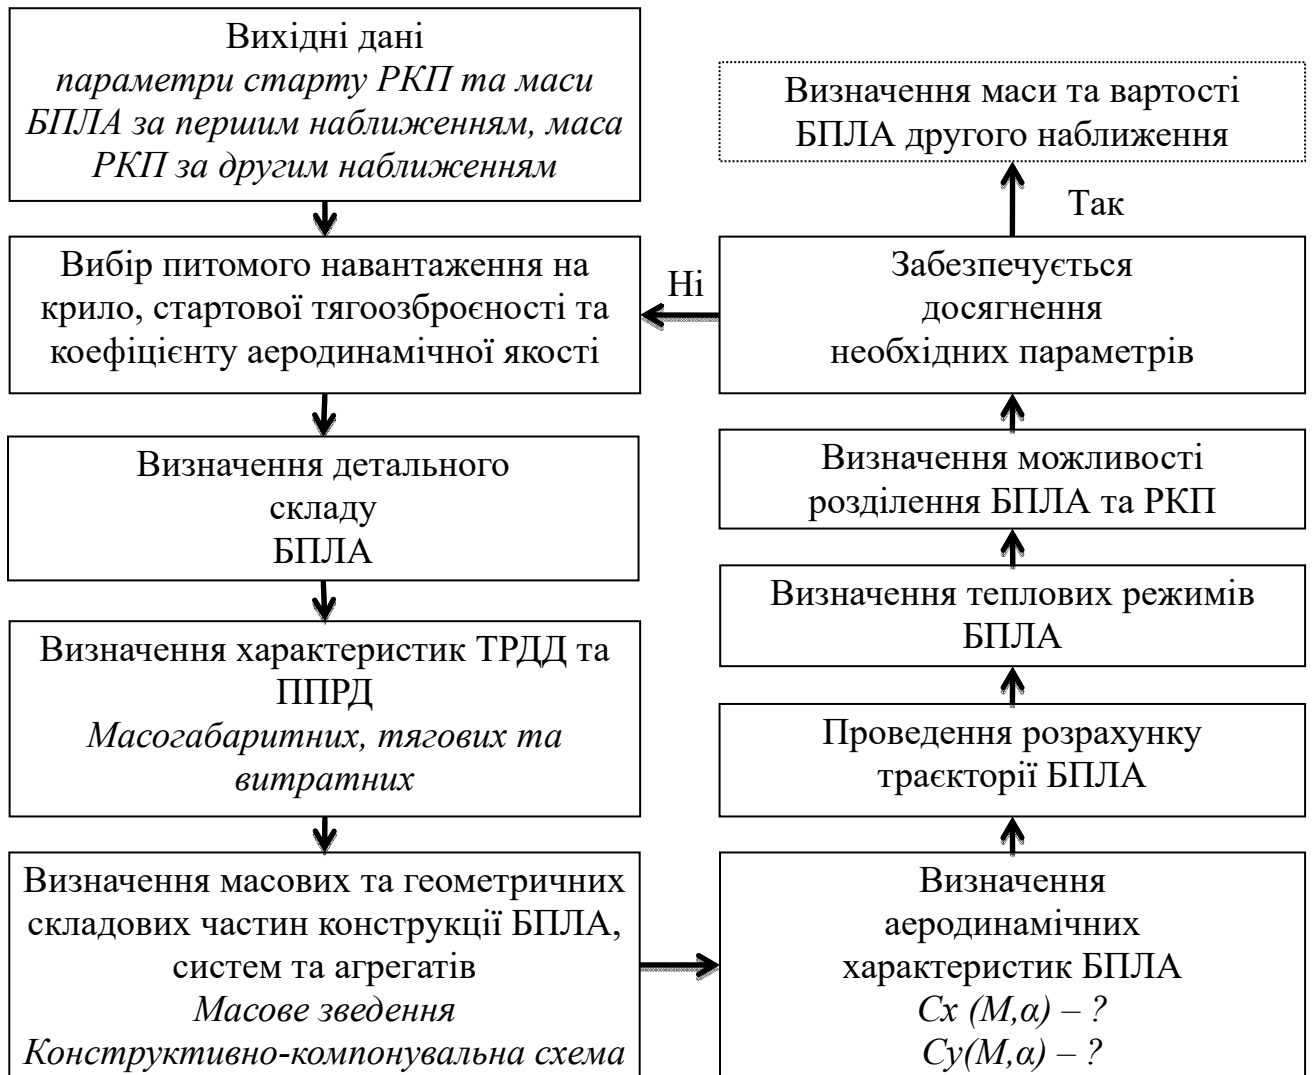 Вихідні дані
параметри старту РКП та маси
БПЛА за першим наближенням, маса
РКП за другим наближенням
Вибір питомого навантаження на
крило, стартової тягоозброєності та
коефіцієнту аеродинамічної якості
Визначення детального
складу
БПЛА
Визначення характеристик ТРДД та
ППРД
Масогабаритних, тягових та
витратних
Визначення масових та геометричних
складових частин конструкції БПЛА,
систем та агрегатів
Масове зведення
Конструктивно-компонувальна схема
Визначення
аеродинамічних
характеристик БПЛА
Cx (M,α) – ?
Cy(M,α) – ?
Проведення розрахунку
траєкторії БПЛА
Визначення теплових режимів
БПЛА
Визначення можливості
розділення БПЛА та РКП
Забезпечується
досягнення
необхідних параметрів
Ні
Так
Визначення маси та вартості
БПЛА другого наближення